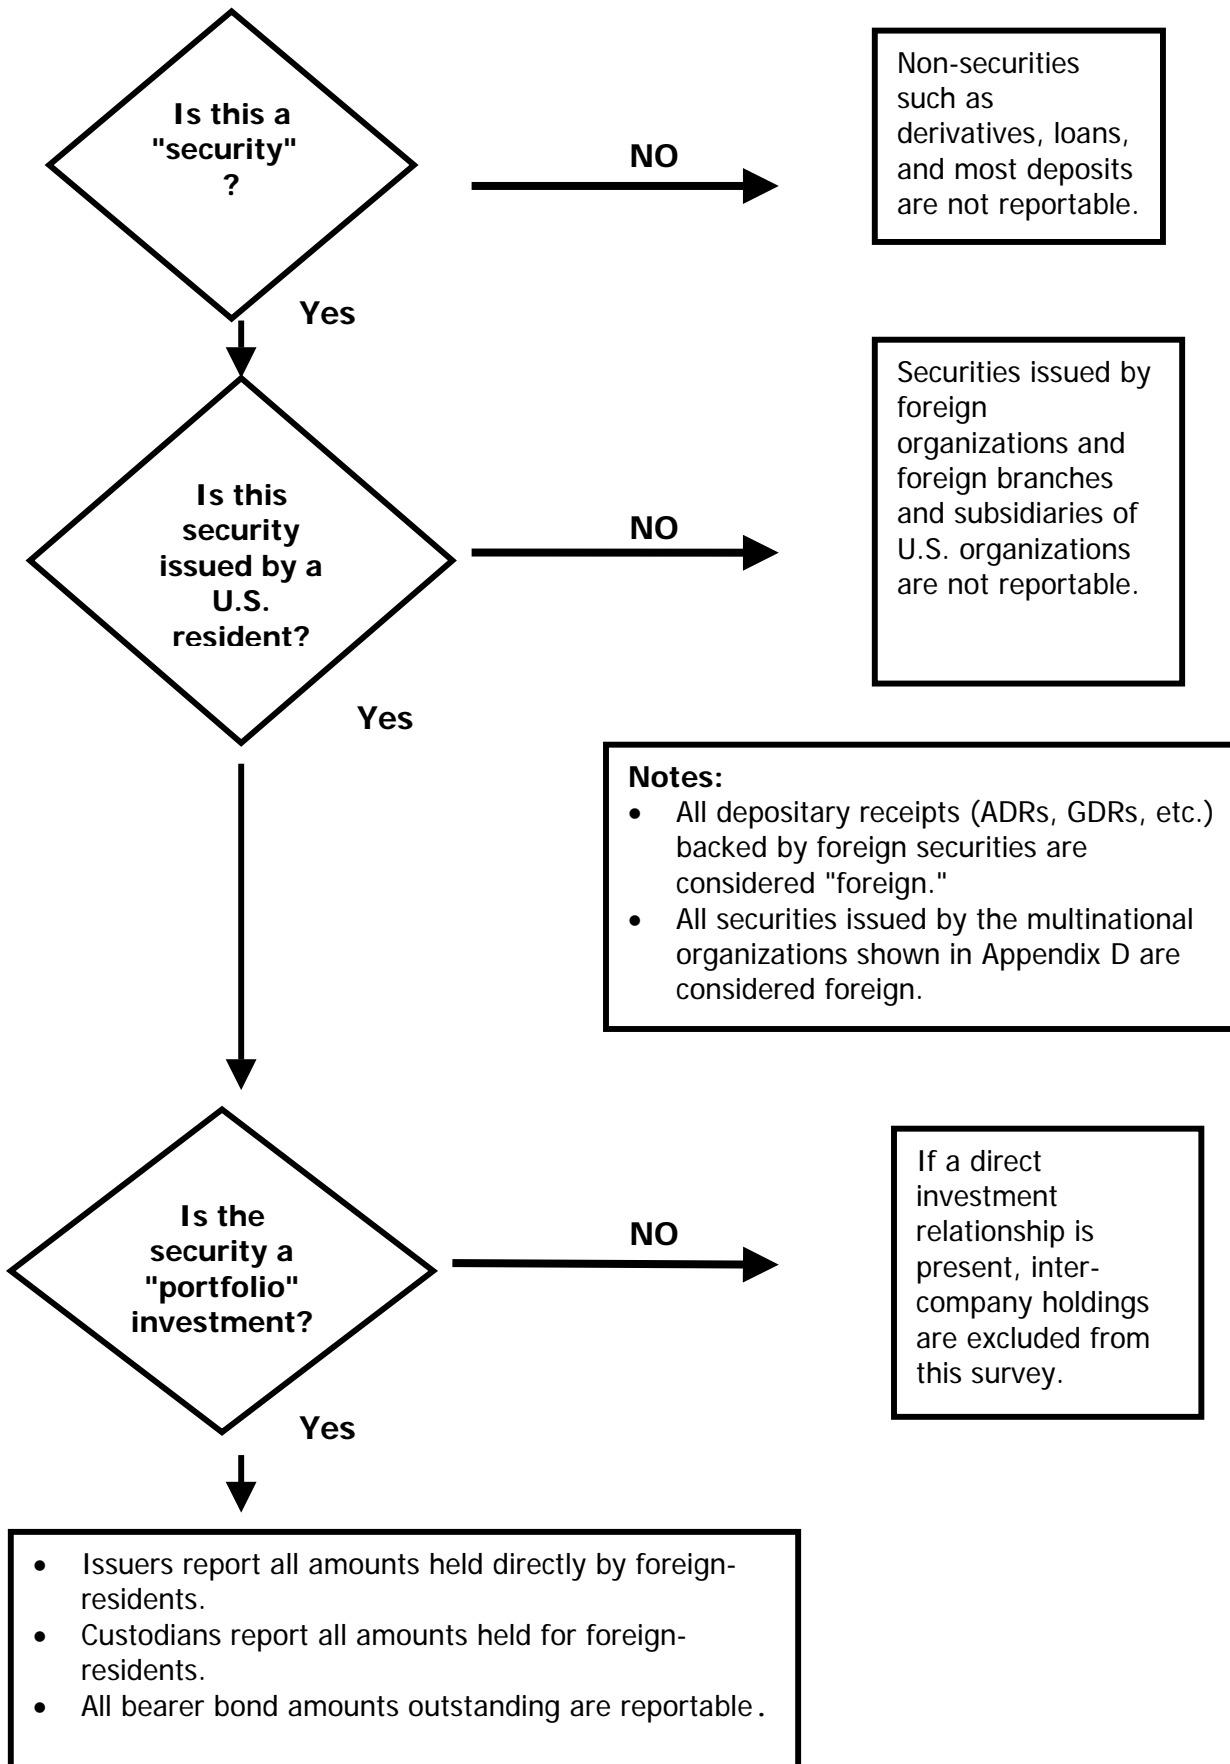 Is this a
"security"
?
NO
Non-securities
such as
derivatives, loans,
and most deposits
are not reportable.
Yes
Is this
security
issued by a
U.S.
resident?
NO
Securities issued by
foreign
organizations and
foreign branches
and subsidiaries of
U.S. organizations
are not reportable.
Yes
Notes:
• All depositary receipts (ADRs, GDRs, etc.)
backed by foreign securities are
considered "foreign."
• All securities issued by the multinational
organizations shown in Appendix D are
considered foreign.
Is the
security a
"portfolio"
investment?
NO
If a direct
investment
relationship is
present, inter-
company holdings
are excluded from
this survey.
Yes
• Issuers report all amounts held directly by foreign-
residents.
• Custodians report all amounts held for foreign-
residents.
• All bearer bond amounts outstanding are reportable.